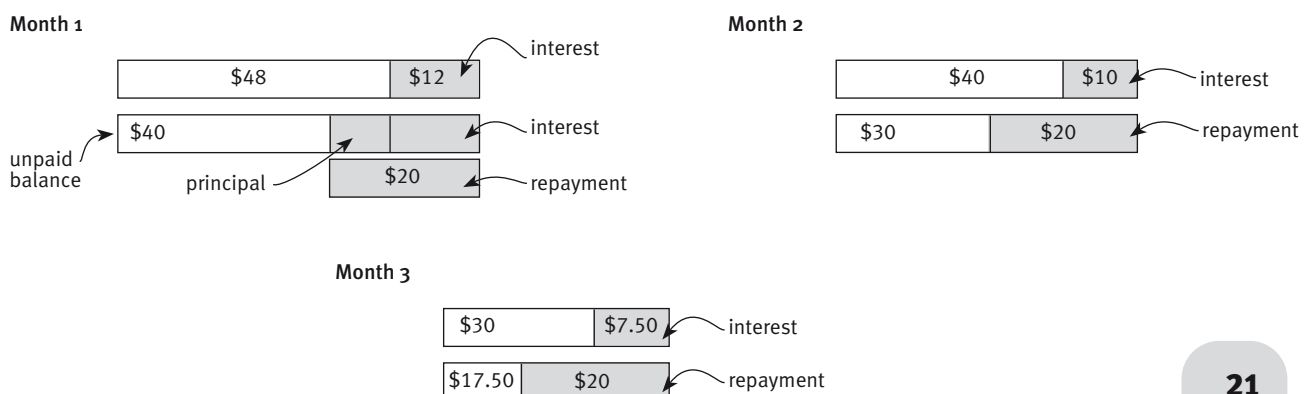 Month 1
$48
$12
interest
$40
interest
unpaid
balance
principal
$20
repayment
Month 2
$40
$10
interest
$30
$20
repayment
Month 3
$30
$7.50
interest
$17.50
$20
repayment
21